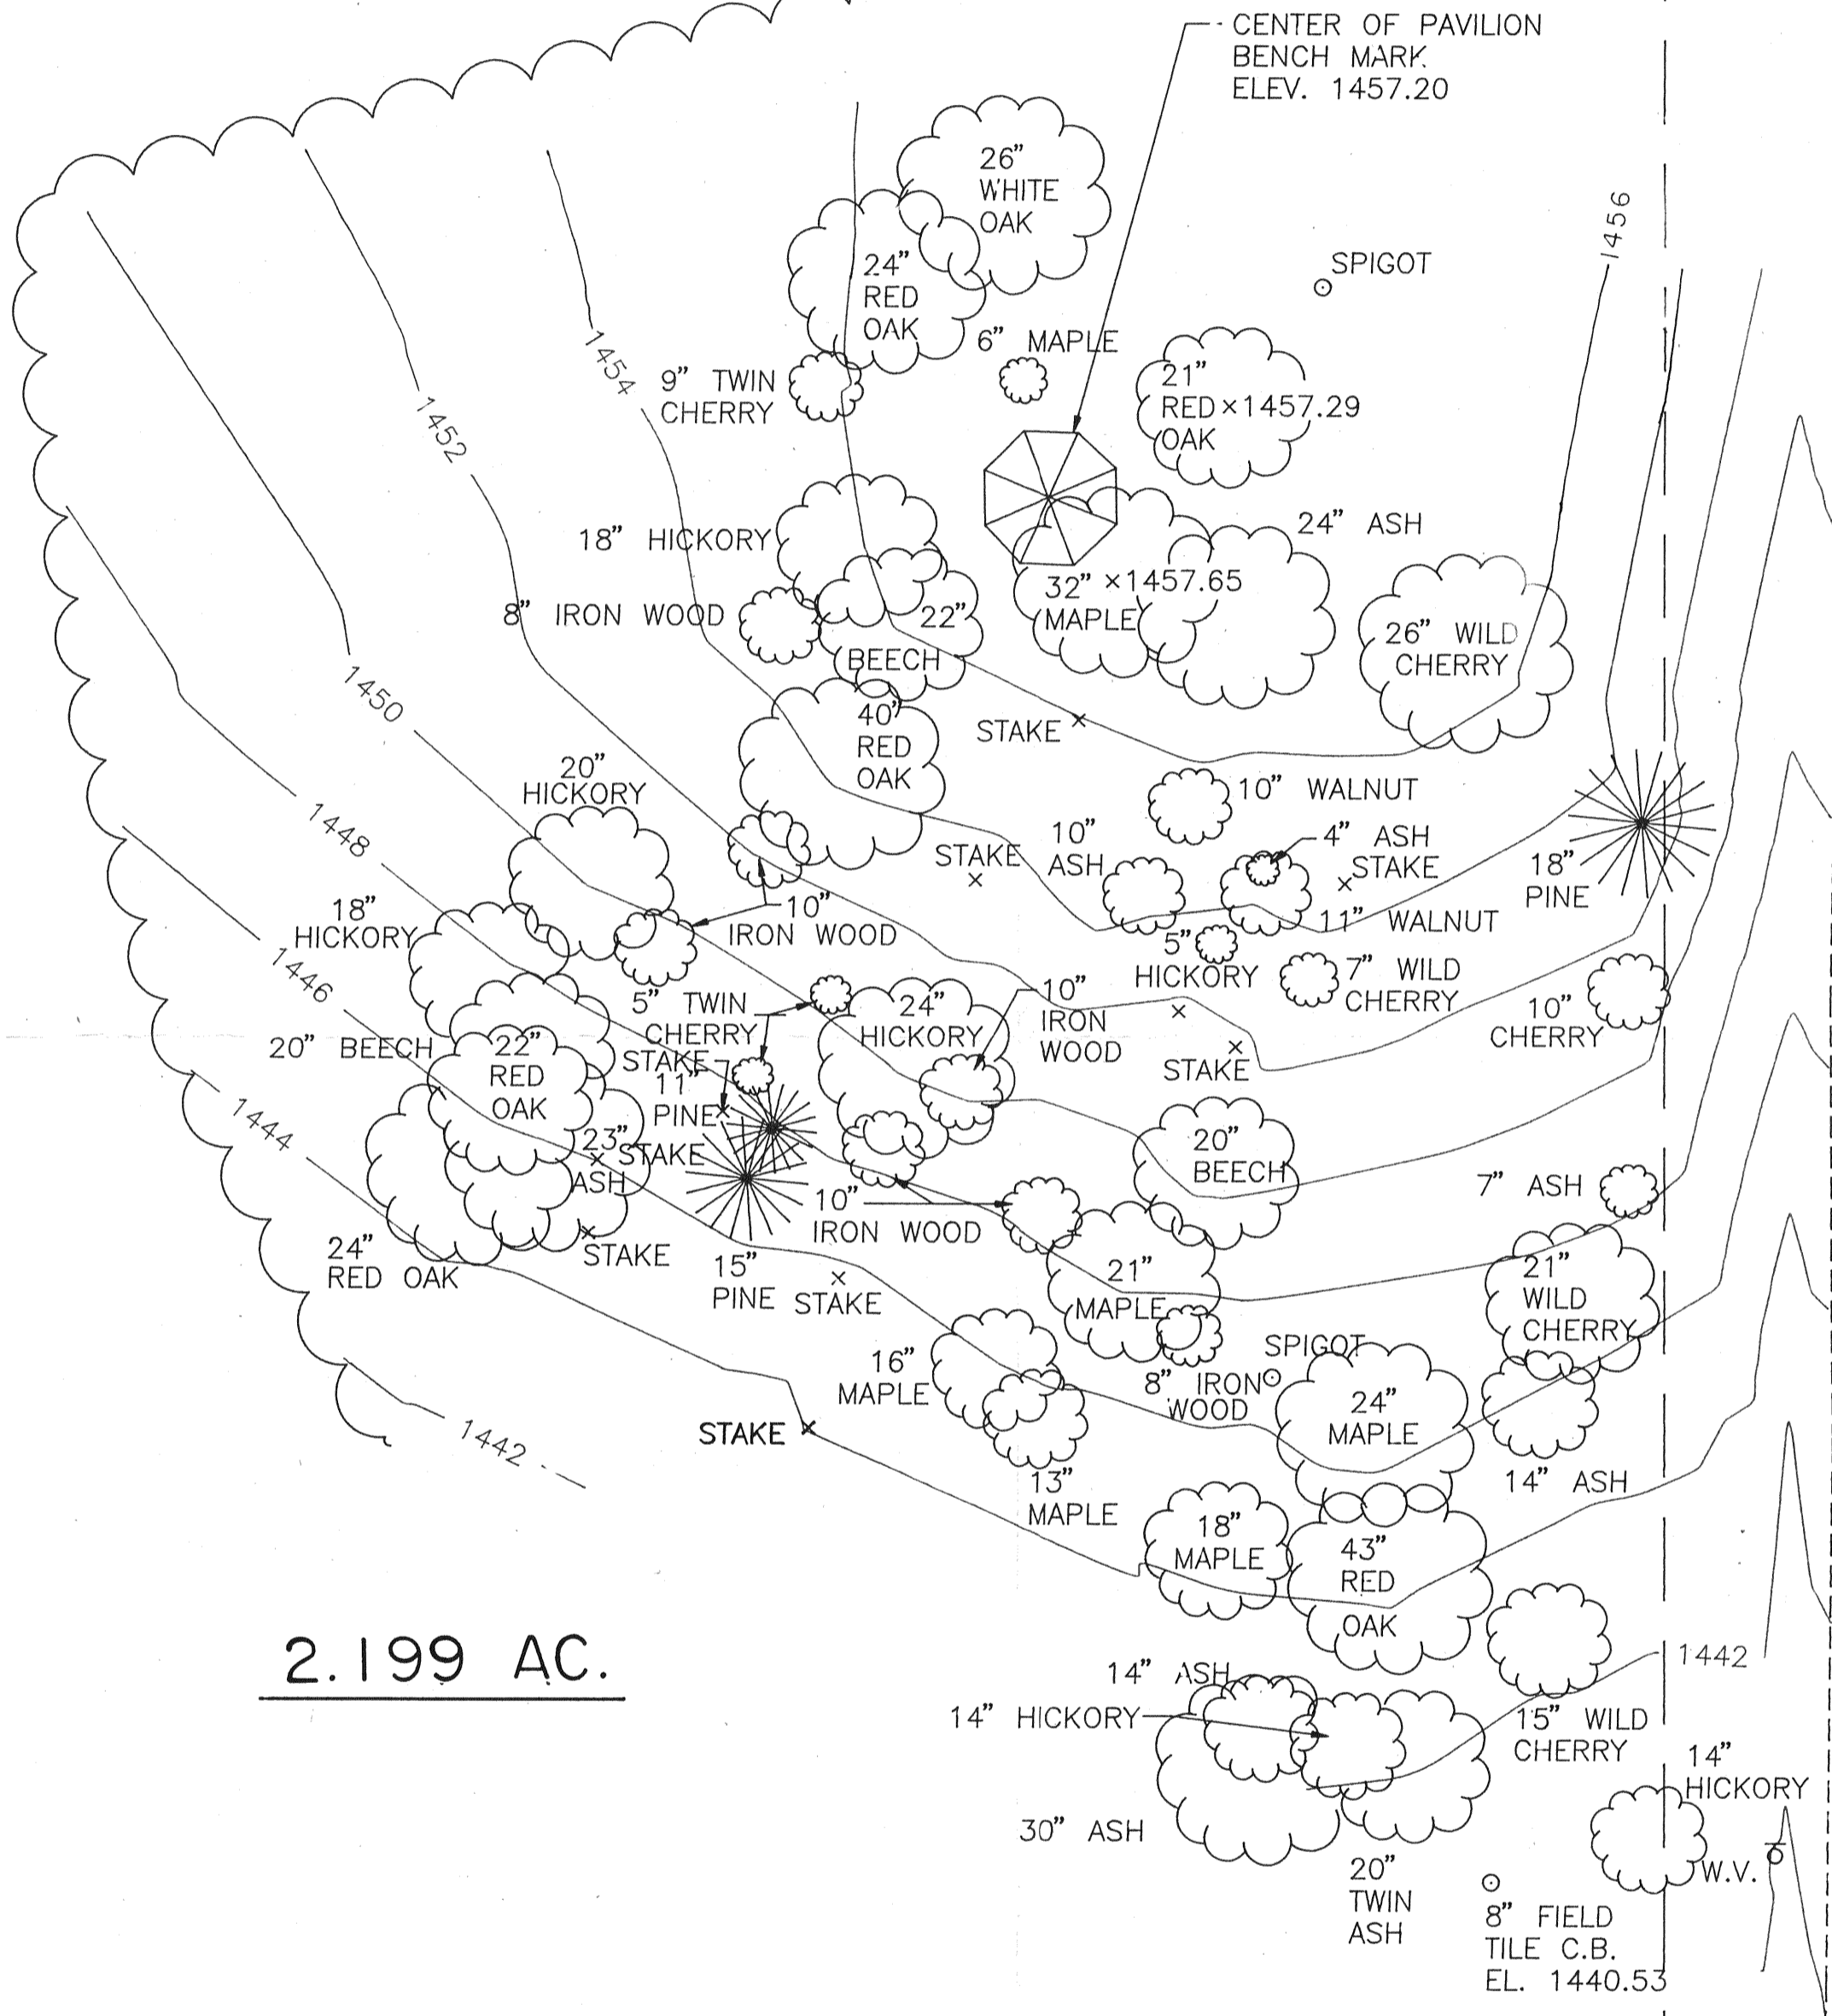 CENTER OF PAVILION
BENCH MARK
ELEV. 1457.20
26"
WHITE
OAK
1456
24"
RED
OAK
SPIGOT
6" MAPLE
1454
9" TWIN
CHERRY
21"
RED ×1457.29
OAK
1452
18" HICKORY
24" ASH
8" IRON WOOD
22"
BEECH
32" ×1457.65
MAPLE
26" WILD
CHERRY
1450
40"
RED
OAK
STAKE
20"
HICKORY
10" WALNUT
1448
STAKE
10"
ASH
4" ASH
STAKE
18"
PINE
18"
HICKORY
10"
IRON WOOD
11" WALNUT
1446
5"
HICKORY
7" WILD
CHERRY
5" TWIN
CHERRY
24"
HICKORY
10"
IRON
WOOD
10"
CHERRY
20" BEECH
22"
RED
OAK
STAKE
11"
PINE
STAKE
1444
23"
ASH
STAKE
20"
BEECH
7" ASH
10"
IRON WOOD
24"
RED OAK
STAKE
15"
PINE
STAKE
21"
MAPLE
21"
WILD
CHERRY
16"
MAPLE
SPIGOT
8" IRON
WOOD
24"
MAPLE
1442
STAKE
13"
MAPLE
14" ASH
18"
MAPLE
43"
RED
OAK
2.199 AC.
1442
14" ASH
14" HICKORY
15" WILD
CHERRY
14"
HICKORY
30" ASH
20"
TWIN
ASH
W.V.
8" FIELD
TILE C.B.
EL. 1440.53